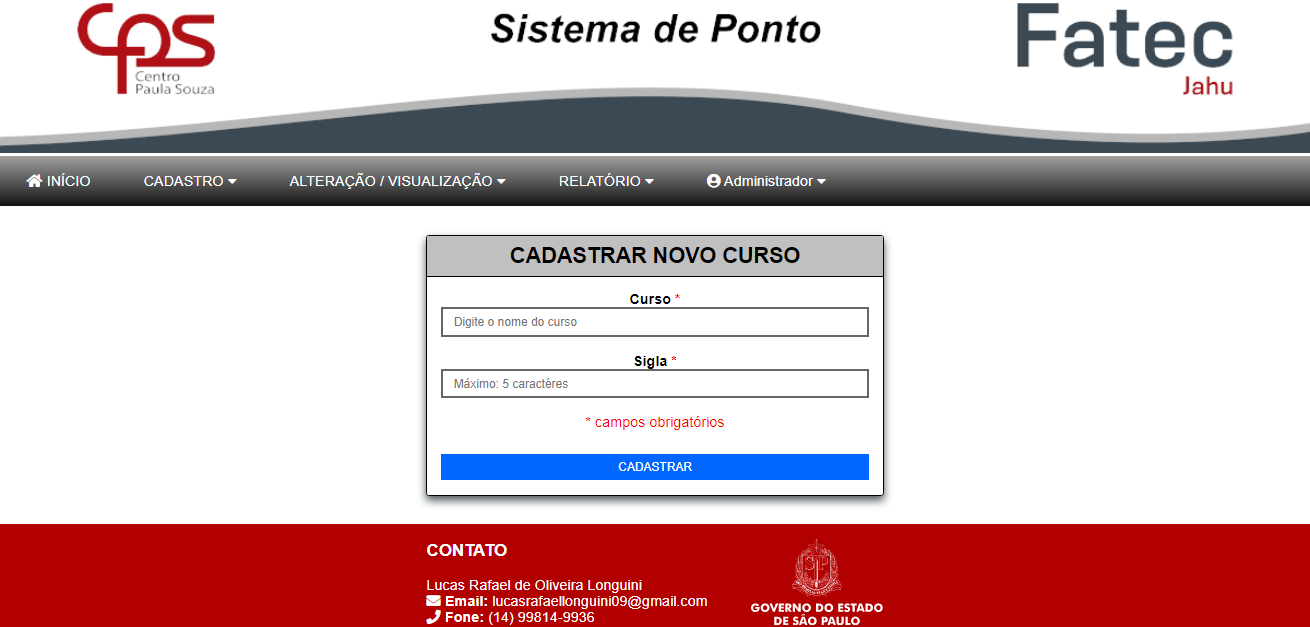 CPS
Centro
Paula Souza
Sistema de Ponto
Fatec
Jahu
INÍCIO
CADASTRO
ALTERAÇÃO / VISUALIZAÇÃO
RELATÓRIO
Administrador
CADASTRAR NOVO CURSO
Curso *
Digite o nome do curso
Sigla *
Máximo: 5 caractéres
* campos obrigatórios
CADASTRAR
CONTATO
Lucas Rafael de Oliveira Longuini
Email: lucasrafaellonguini09@gmail.com
Fone: (14) 99814-9936
SP
GOVERNO DO ESTADO
DE SÃO PAULO